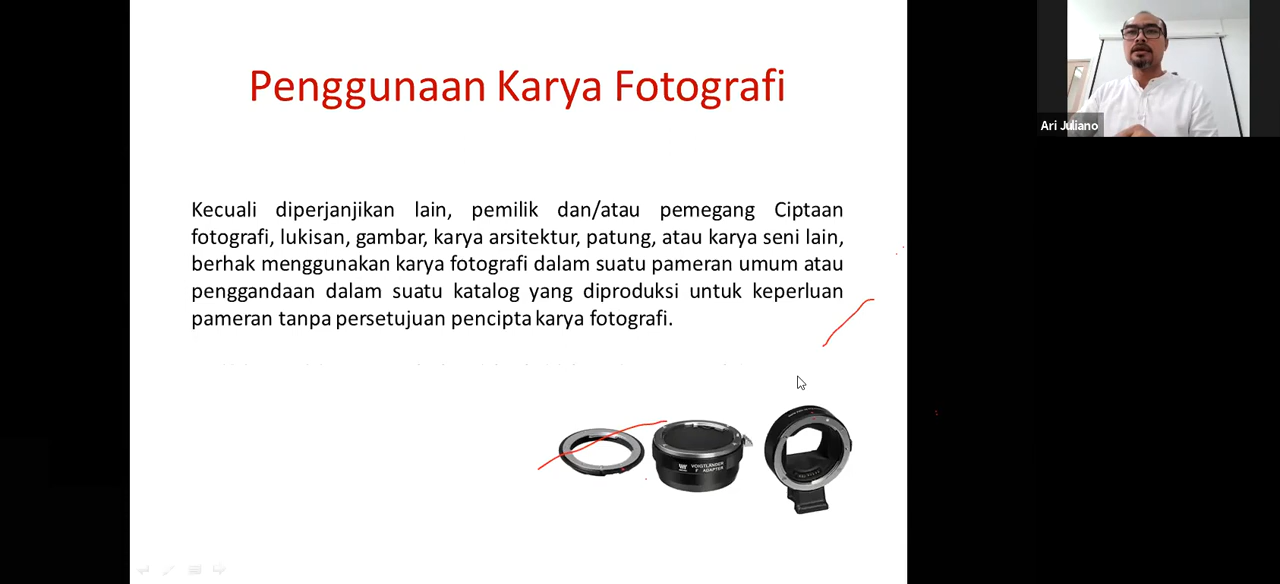 Penggunaan Karya Fotografi
Ari Juliano
Kecuali diperjanjikan lain, pemilik dan/atau pemegang Ciptaan
fotografi, lukisan, gambar, karya arsitektur, patung, atau karya seni lain,
berhak menggunakan karya fotografi dalam suatu pameran umum atau
penggandaan dalam suatu katalog yang diproduksi untuk keperluan
pameran tanpa persetujuan pencipta karya fotografi.
VOIGTLANDER
F ADAPTER